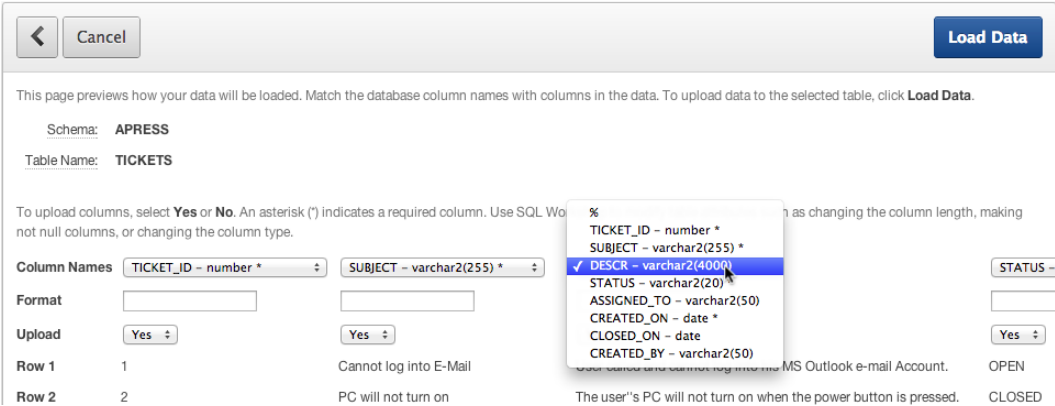 Cancel
Load Data
This page previews how your data will be loaded. Match the database column names with columns in the data. To upload data to the selected table, click Load Data.
Schema: APRESS
Table Name: TICKETS
To upload columns, select Yes or No. An asterisk (*) indicates a required column. Use SQL Wo as changing the column length, making
not null columns, or changing the column type.
%
TICKET_ID - number *
SUBJECT - varchar2(255) *
DESCR - varchar2(4000)
STATUS - varchar2(20)
ASSIGNED_TO - varchar2(50)
CREATED_ON - date *
CLOSED_ON - date
CREATED_BY - varchar2(50)
Column Names TICKET_ID - number * SUBJECT - varchar2(255) * STATUS -
Format
Upload Yes Yes Yes
Row 1 1 Cannot log into E-Mail User called and cannot log into his MS Outlook e-mail Account. OPEN
Row 2 2 PC will not turn on The user''s PC will not turn on when the power button is pressed. CLOSED